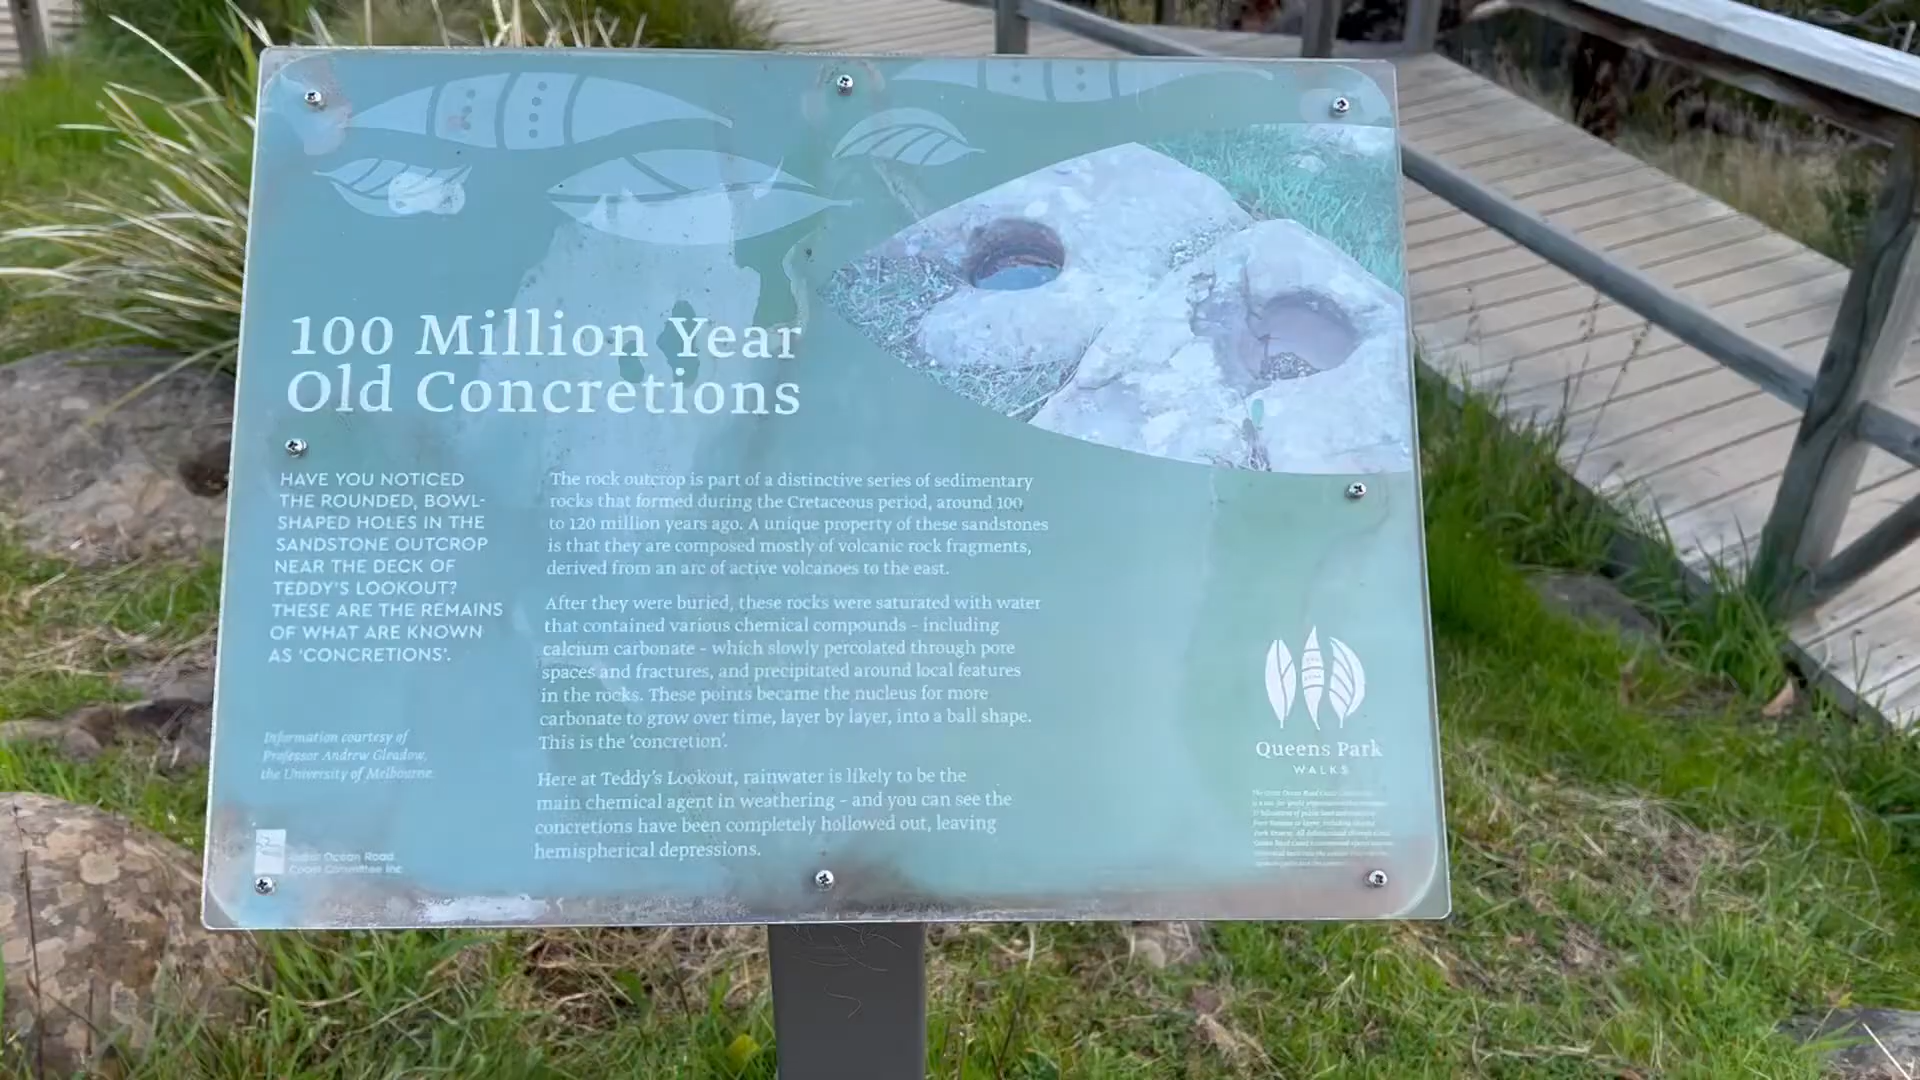 100 Million Year
Old Concretions
HAVE YOU NOTICED
THE ROUNDED, BOWL-
SHAPED HOLES IN THE
SANDSTONE OUTCROP
NEAR THE DECK OF
TEDDY'S LOOKOUT?
THESE ARE THE REMAINS
OF WHAT ARE KNOWN
AS 'CONCRETIONS'.
Information courtesy of
Professor Andrew Gleadow,
the University of Melbourne.
The rock outcrop is part of a distinctive series of sedimentary
rocks that formed during the Cretaceous period, around 100
to 120 million years ago. A unique property of these sandstones
is that they are composed mostly of volcanic rock fragments,
derived from an arc of active volcanoes to the east.
After they were buried, these rocks were saturated with water
that contained various chemical compounds – including
calcium carbonate – which slowly percolated through pore
spaces and fractures, and precipitated around local features
in the rocks. These points became the nucleus for more
carbonate to grow over time, layer by layer, into a ball shape.
This is the 'concretion'.
Here at Teddy's Lookout, rainwater is likely to be the
main chemical agent in weathering – and you can see the
concretions have been completely hollowed out, leaving
hemispherical depressions.
Ocean Road
Coast Committee Inc
Queens Park
WALKS